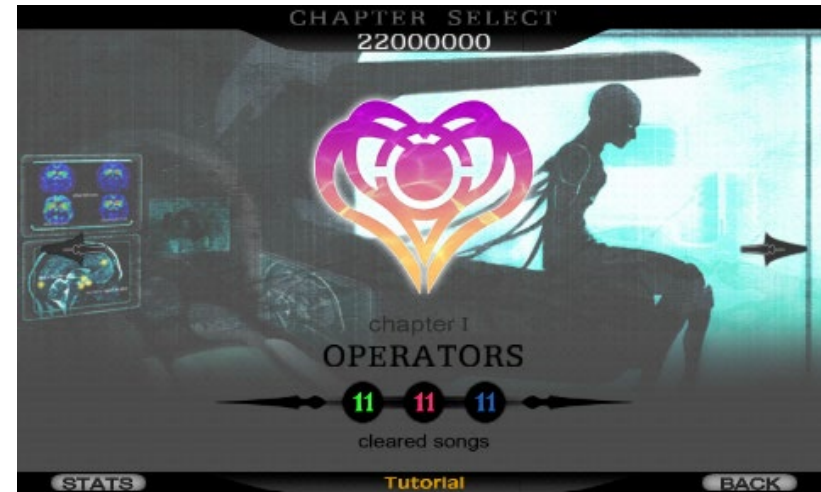 CHAPTER SELECT
22000000
chapter I
OPERATORS
11 11 11
cleared songs
STATS Tutorial BACK